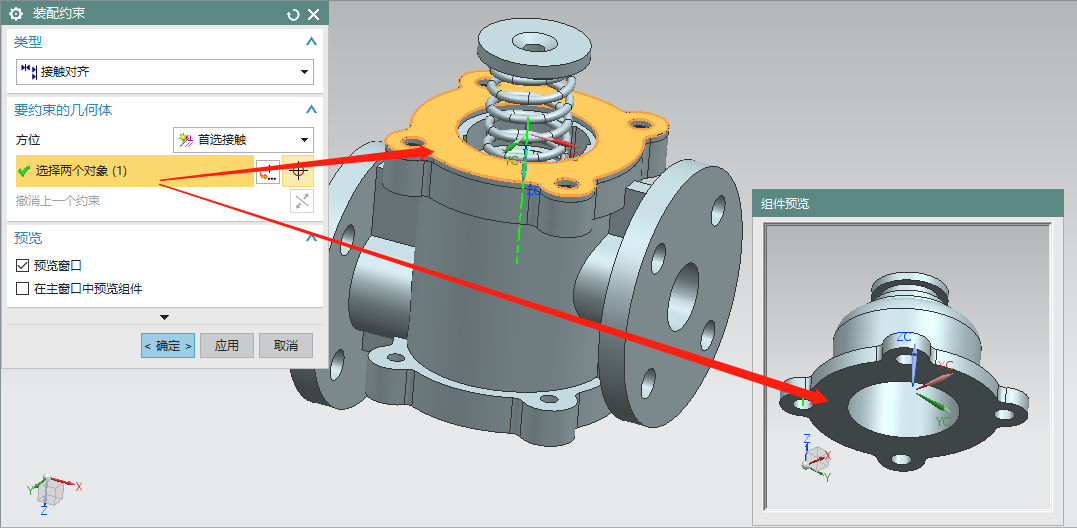 装配约束
类型
接触对齐
要约束的几何体
方位
首选接触
选择两个对象 (1)
撤消上一个约束
预览
预览窗口
在主窗口中预览组件
< 确定 >
应用
取消
YC
ZC
Y
X
Z
组件预览
ZC
XC
YC
Z
X
Y